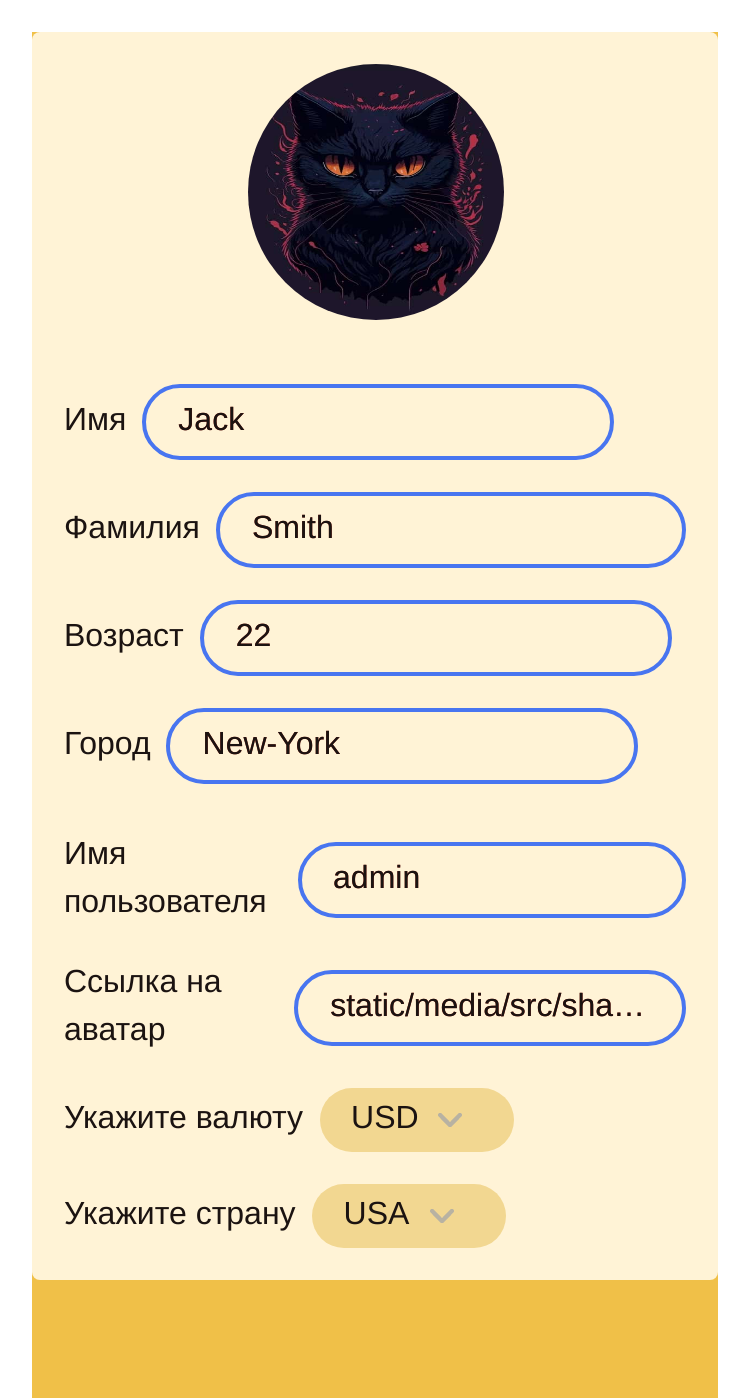 Имя Jack
Фамилия Smith
Возраст 22
Город New-York
Имя
пользователя admin
Ссылка на
аватар static/media/src/sha…
Укажите валюту USD
Укажите страну USA